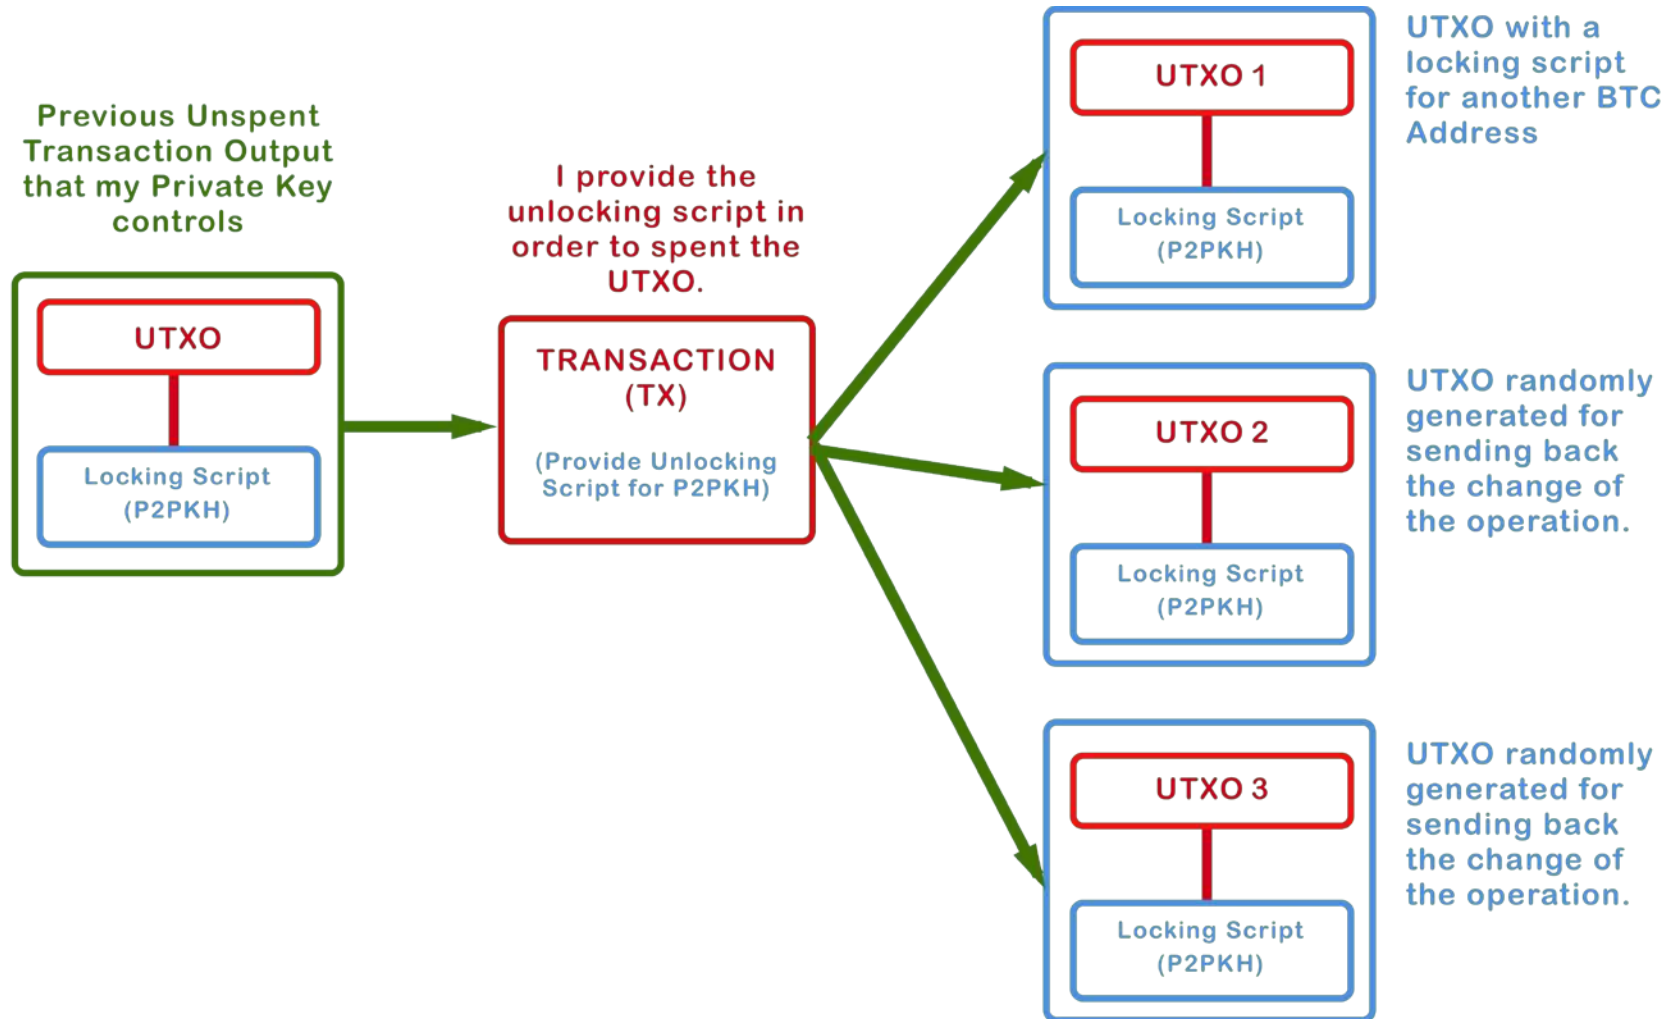 Previous Unspent
Transaction Output
that my Private Key
controls
UTXO
Locking Script
(P2PKH)
I provide the
unlocking script in
order to spent the
UTXO.
TRANSACTION
(TX)
(Provide Unlocking
Script for P2PKH)
UTXO 1
Locking Script
(P2PKH)
UTXO with a
locking script
for another BTC
Address
UTXO 2
Locking Script
(P2PKH)
UTXO randomly
generated for
sending back
the change of
the operation.
UTXO 3
Locking Script
(P2PKH)
UTXO randomly
generated for
sending back
the change of
the operation.